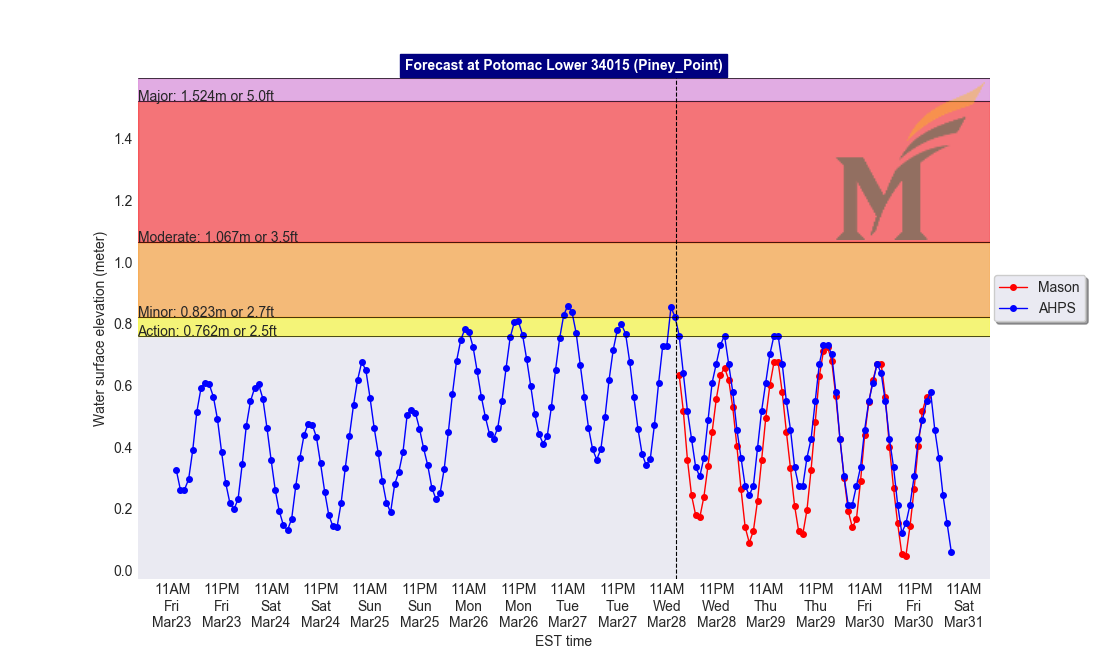 Forecast at Potomac Lower 34015 (Piney_Point)
Major: 1.524m or 5.0ft
Moderate: 1.067m or 3.5ft
Minor: 0.823m or 2.7ft
Action: 0.762m or 2.5ft
Water surface elevation (meter)
1.4
1.2
1.0
0.8
0.6
0.4
0.2
0.0
M
Mason
AHPS
11AM 11PM 11AM 11PM 11AM 11PM 11AM 11PM 11AM 11PM 11AM 11PM 11AM 11PM 11AM 11PM 11AM
Fri Fri Sat Sat Sun Sun Mon Mon Tue Tue Wed Wed Thu Thu Fri Fri Sat
Mar23 Mar23 Mar24 Mar24 Mar25 Mar25 Mar26 Mar26 Mar27 Mar27 Mar28 Mar28 Mar29 Mar29 Mar30 Mar30 Mar31
EST time